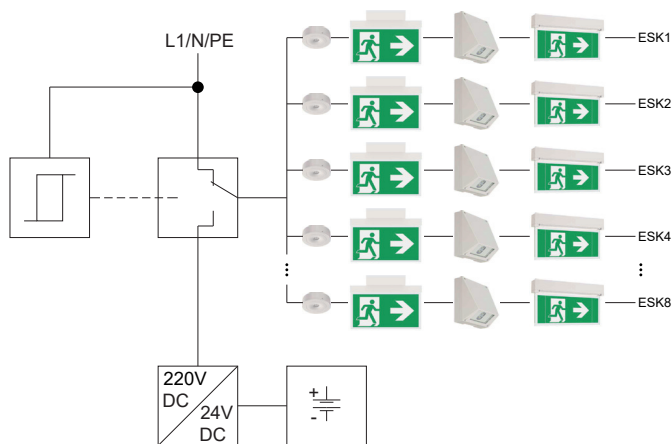 L1/N/PE
ESK1
ESK2
ESK3
ESK4
ESK8
220V
DC
24V
DC
+
-